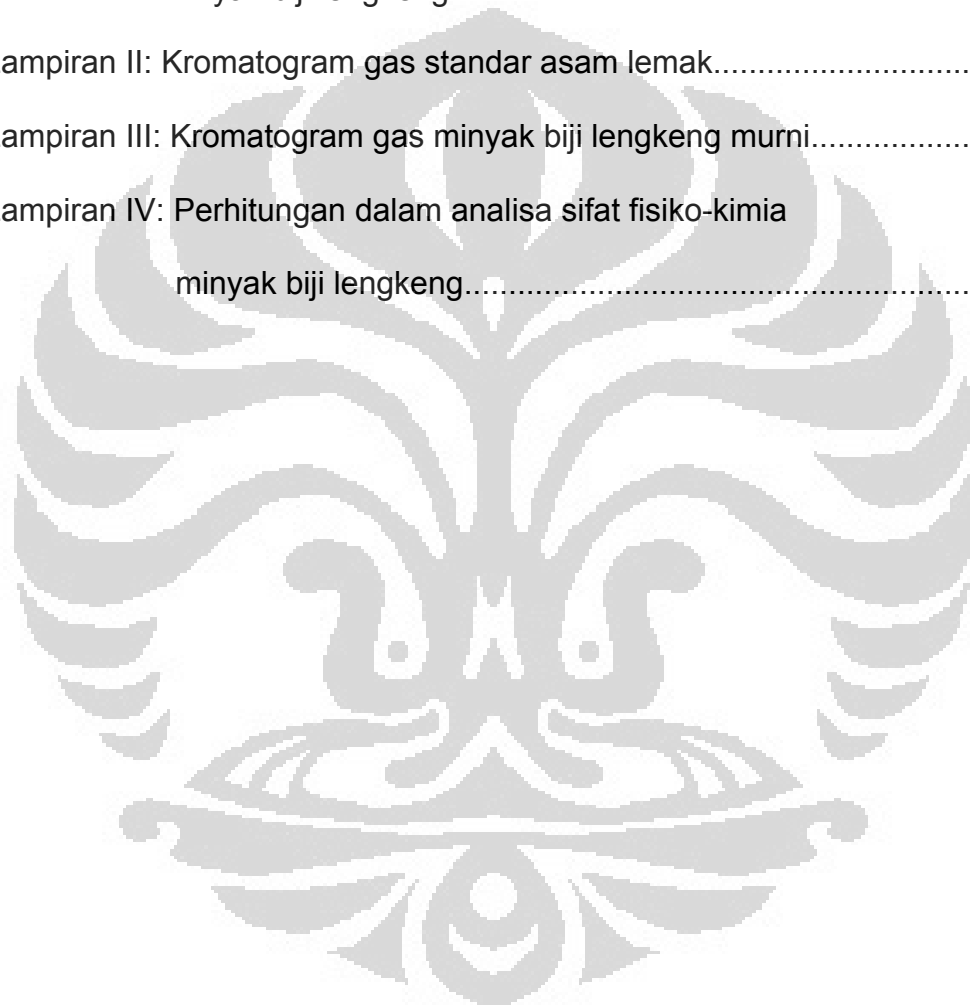 ampiran II: Kromatogram gas standar asam lemak............................
ampiran III: Kromatogram gas minyak biji lengkeng murni..................
ampiran IV: Perhitungan dalam analisa sifat fisiko-kimia
minyak biji lengkeng..........................................................